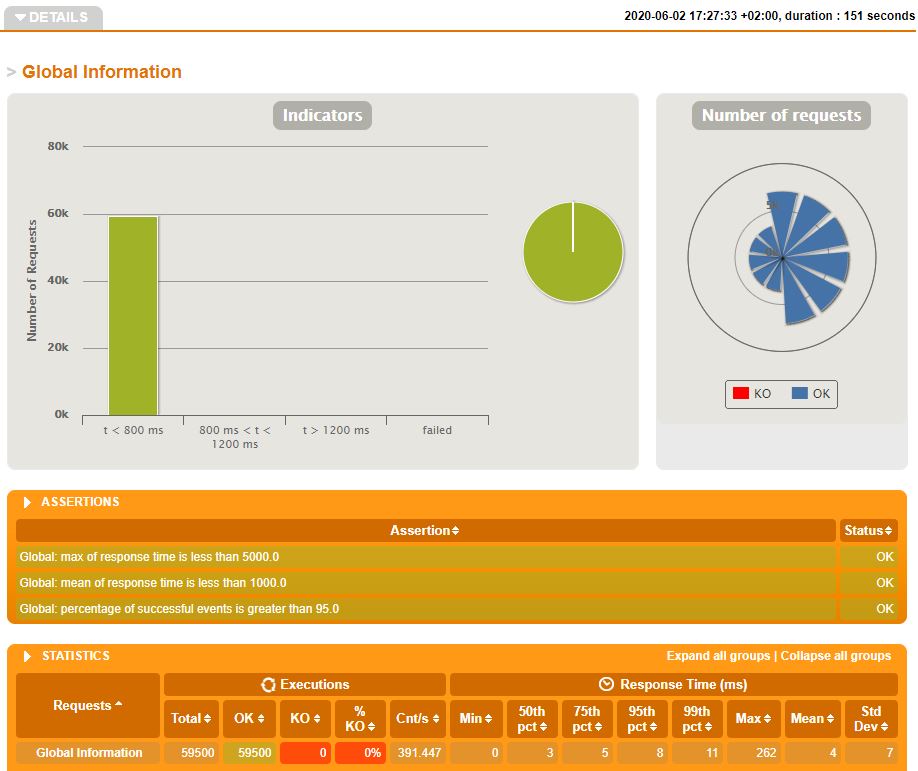 DETAILS
2020-06-02 17:27:33 +02:00, duration : 151 seconds
> Global Information
Indicators
Number of Requests
80k
60k
40k
20k
0k
t < 800 ms
800 ms < t <
1200 ms
t > 1200 ms
failed
Number of requests
KO
OK
ASSERTIONS
Assertion
Status
Global: max of response time is less than 5000.0 OK
Global: mean of response time is less than 1000.0 OK
Global: percentage of successful events is greater than 95.0 OK
STATISTICS
Expand all groups | Collapse all groups
Requests
Executions
Response Time (ms)
Total
OK
KO
%
KO
Cnt/s
Min
50th
pct
75th
pct
95th
pct
99th
pct
Max
Mean
Std
Dev
Global Information 59500 59500 0 0% 391.447 0 3 5 8 11 262 4 7